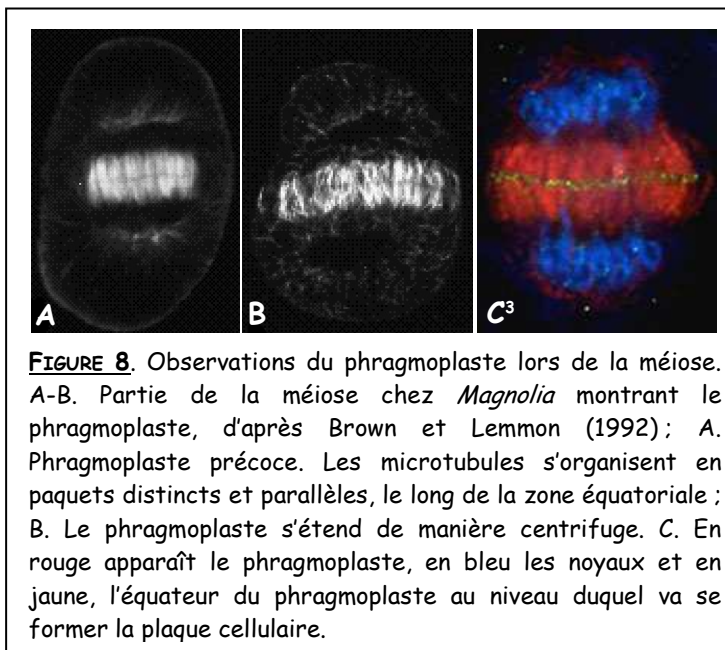 A
B
C³
FIGURE 8. Observations du phragmoplaste lors de la méiose.
A-B. Partie de la méiose chez Magnolia montrant le
phragmoplaste, d'après Brown et Lemmon (1992) ; A.
Phragmoplaste précoce. Les microtubules s'organisent en
paquets distincts et parallèles, le long de la zone équatoriale ;
B. Le phragmoplaste s'étend de manière centrifuge. C. En
rouge apparaît le phragmoplaste, en bleu les noyaux et en
jaune, l'équateur du phragmoplaste au niveau duquel va se
former la plaque cellulaire.